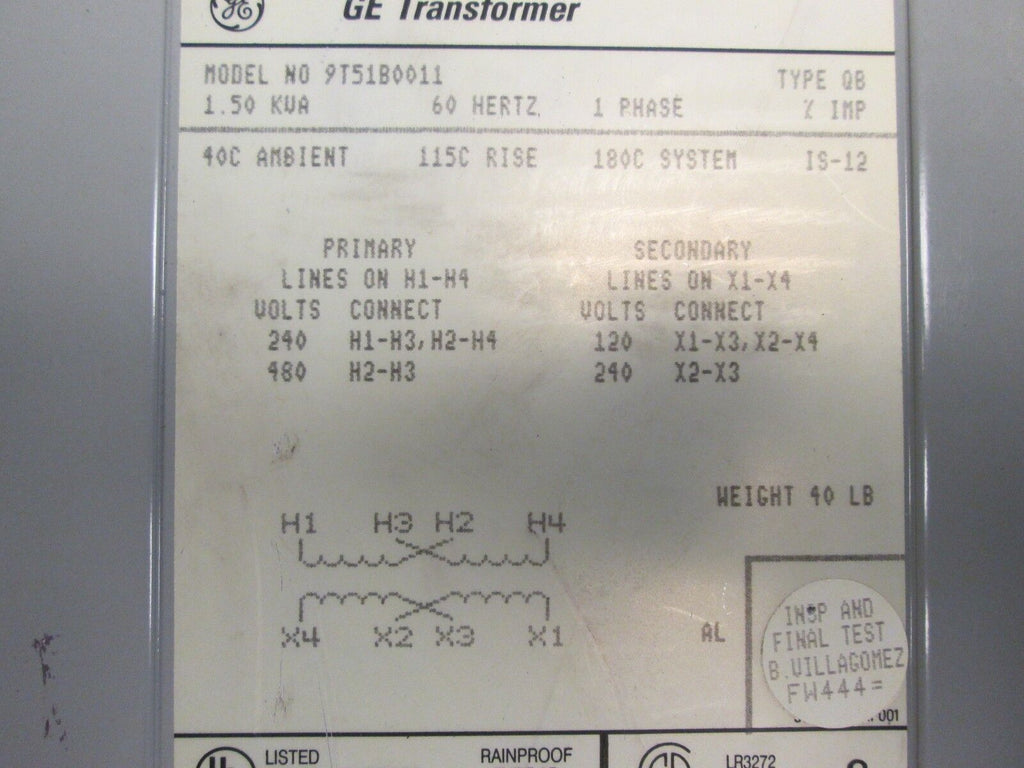 GE Transformer
MODEL NO 9T51B0011 TYPE QB
1.50 KVA 60 HERTZ 1 PHASE % IMP
40C AMBIENT 115C RISE 180C SYSTEM IS-12
PRIMARY
LINES ON H1-H4
VOLTS CONNECT
240 H1-H3,H2-H4
480 H2-H3
SECONDARY
LINES ON X1-X4
VOLTS CONNECT
120 X1-X3,X2-X4
240 X2-X3
WEIGHT 40 LB
H1 H3 H2 H4
X4 X2 X3 X1
AL
INSP AND
FINAL TEST
B.VILLAGOMEZ
FW444=
001
LISTED RAINPROOF LR3272